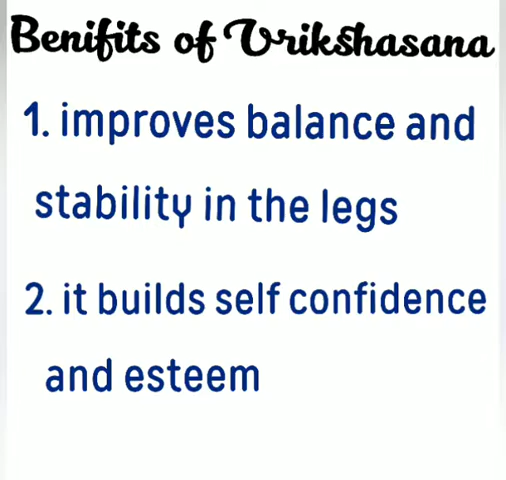 Benifits of Vrikshasana
1. improves balance and
stability in the legs
2. it builds self confidence
and esteem